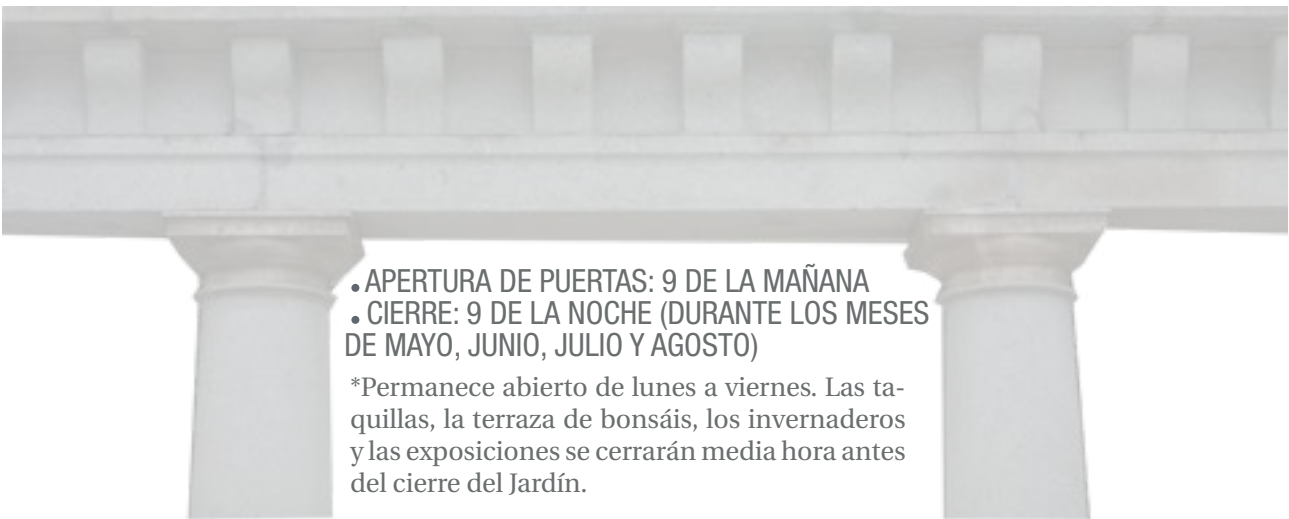 • APERTURA DE PUERTAS: 9 DE LA MAÑANA
• CIERRE: 9 DE LA NOCHE (DURANTE LOS MESES
DE MAYO, JUNIO, JULIO Y AGOSTO)
*Permanece abierto de lunes a viernes. Las ta-
quillas, la terraza de bonsáis, los invernaderos
y las exposiciones se cerrarán media hora antes
del cierre del Jardín.